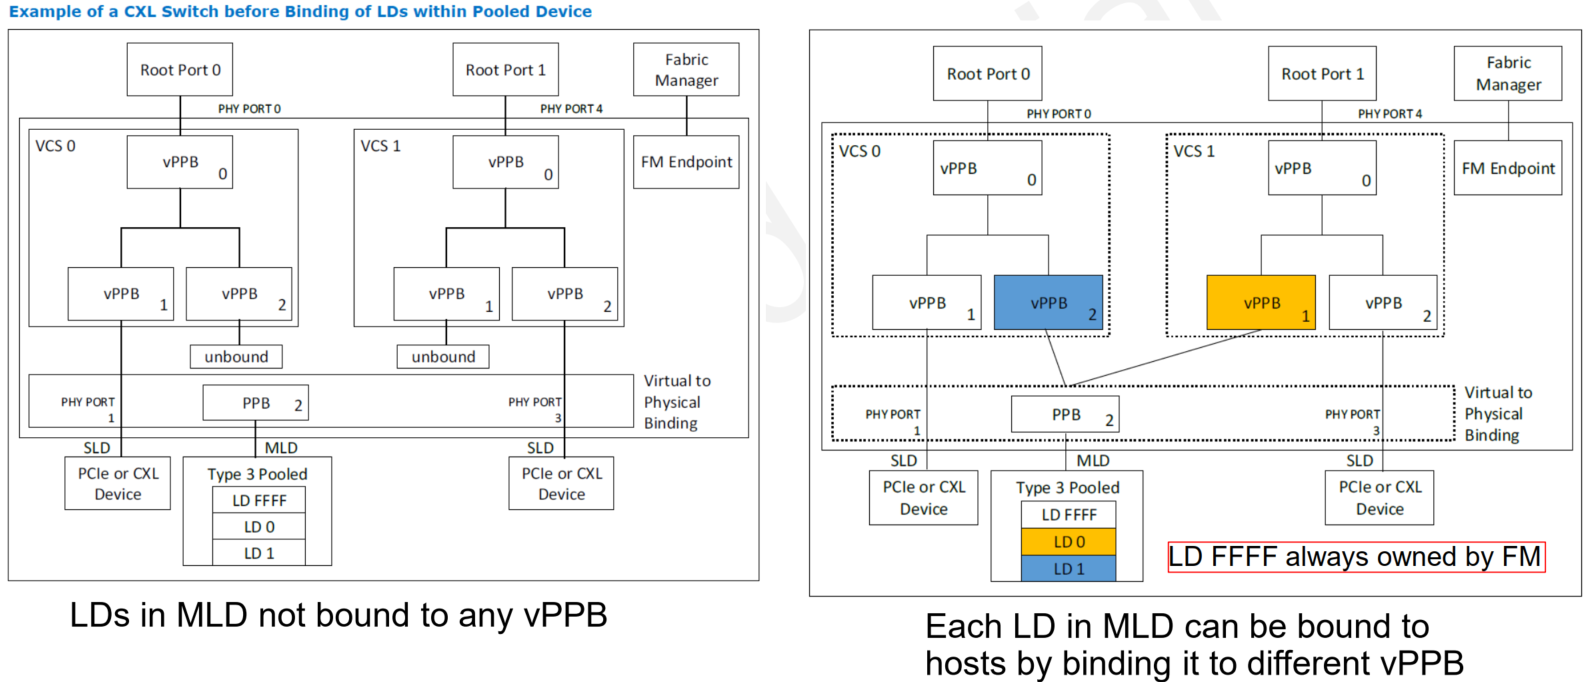 Example of a CXL Switch before Binding of LDs within Pooled Device
Root Port 0
Root Port 1
Fabric
Manager
PHY PORT 0
PHY PORT 4
VCS 0
vPPB
0
VCS 1
vPPB
0
FM Endpoint
vPPB
1
vPPB
2
vPPB
1
vPPB
2
unbound
unbound
PHY PORT
1
PPB
2
PHY PORT
3
Virtual to
Physical
Binding
SLD
MLD
SLD
PCIe or CXL
Device
Type 3 Pooled
LD FFFF
LD 0
LD 1
PCIe or CXL
Device
LDs in MLD not bound to any vPPB
Root Port 0
Root Port 1
Fabric
Manager
PHY PORT 0
PHY PORT 4
VCS 0
vPPB
0
VCS 1
vPPB
0
FM Endpoint
vPPB
1
vPPB
2
vPPB
1
vPPB
2
PHY PORT
1
PPB
2
PHY PORT
3
Virtual to
Physical
Binding
SLD
MLD
SLD
PCIe or CXL
Device
Type 3 Pooled
LD FFFF
LD 0
LD 1
PCIe or CXL
Device
LD FFFF always owned by FM
Each LD in MLD can be bound to
hosts by binding it to different vPPB